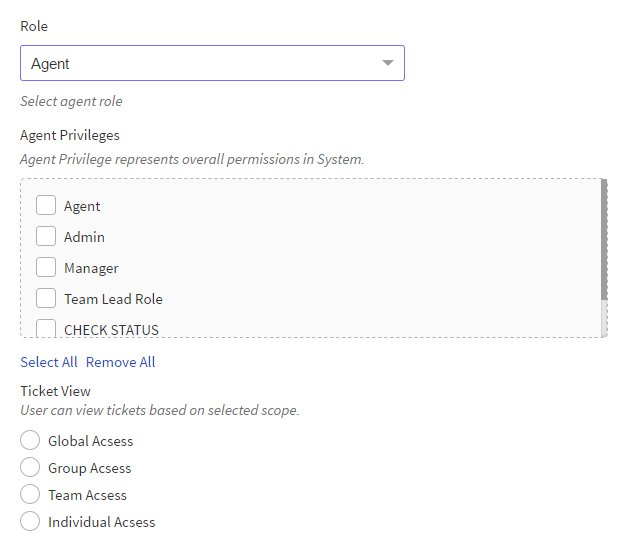 Role
Agent
Select agent role
Agent Privileges
Agent Privilege represents overall permissions in System.
Agent
Admin
Manager
Team Lead Role
CHECK STATUS
Select All Remove All
Ticket View
User can view tickets based on selected scope.
Global Acsess
Group Acsess
Team Acsess
Individual Acsess